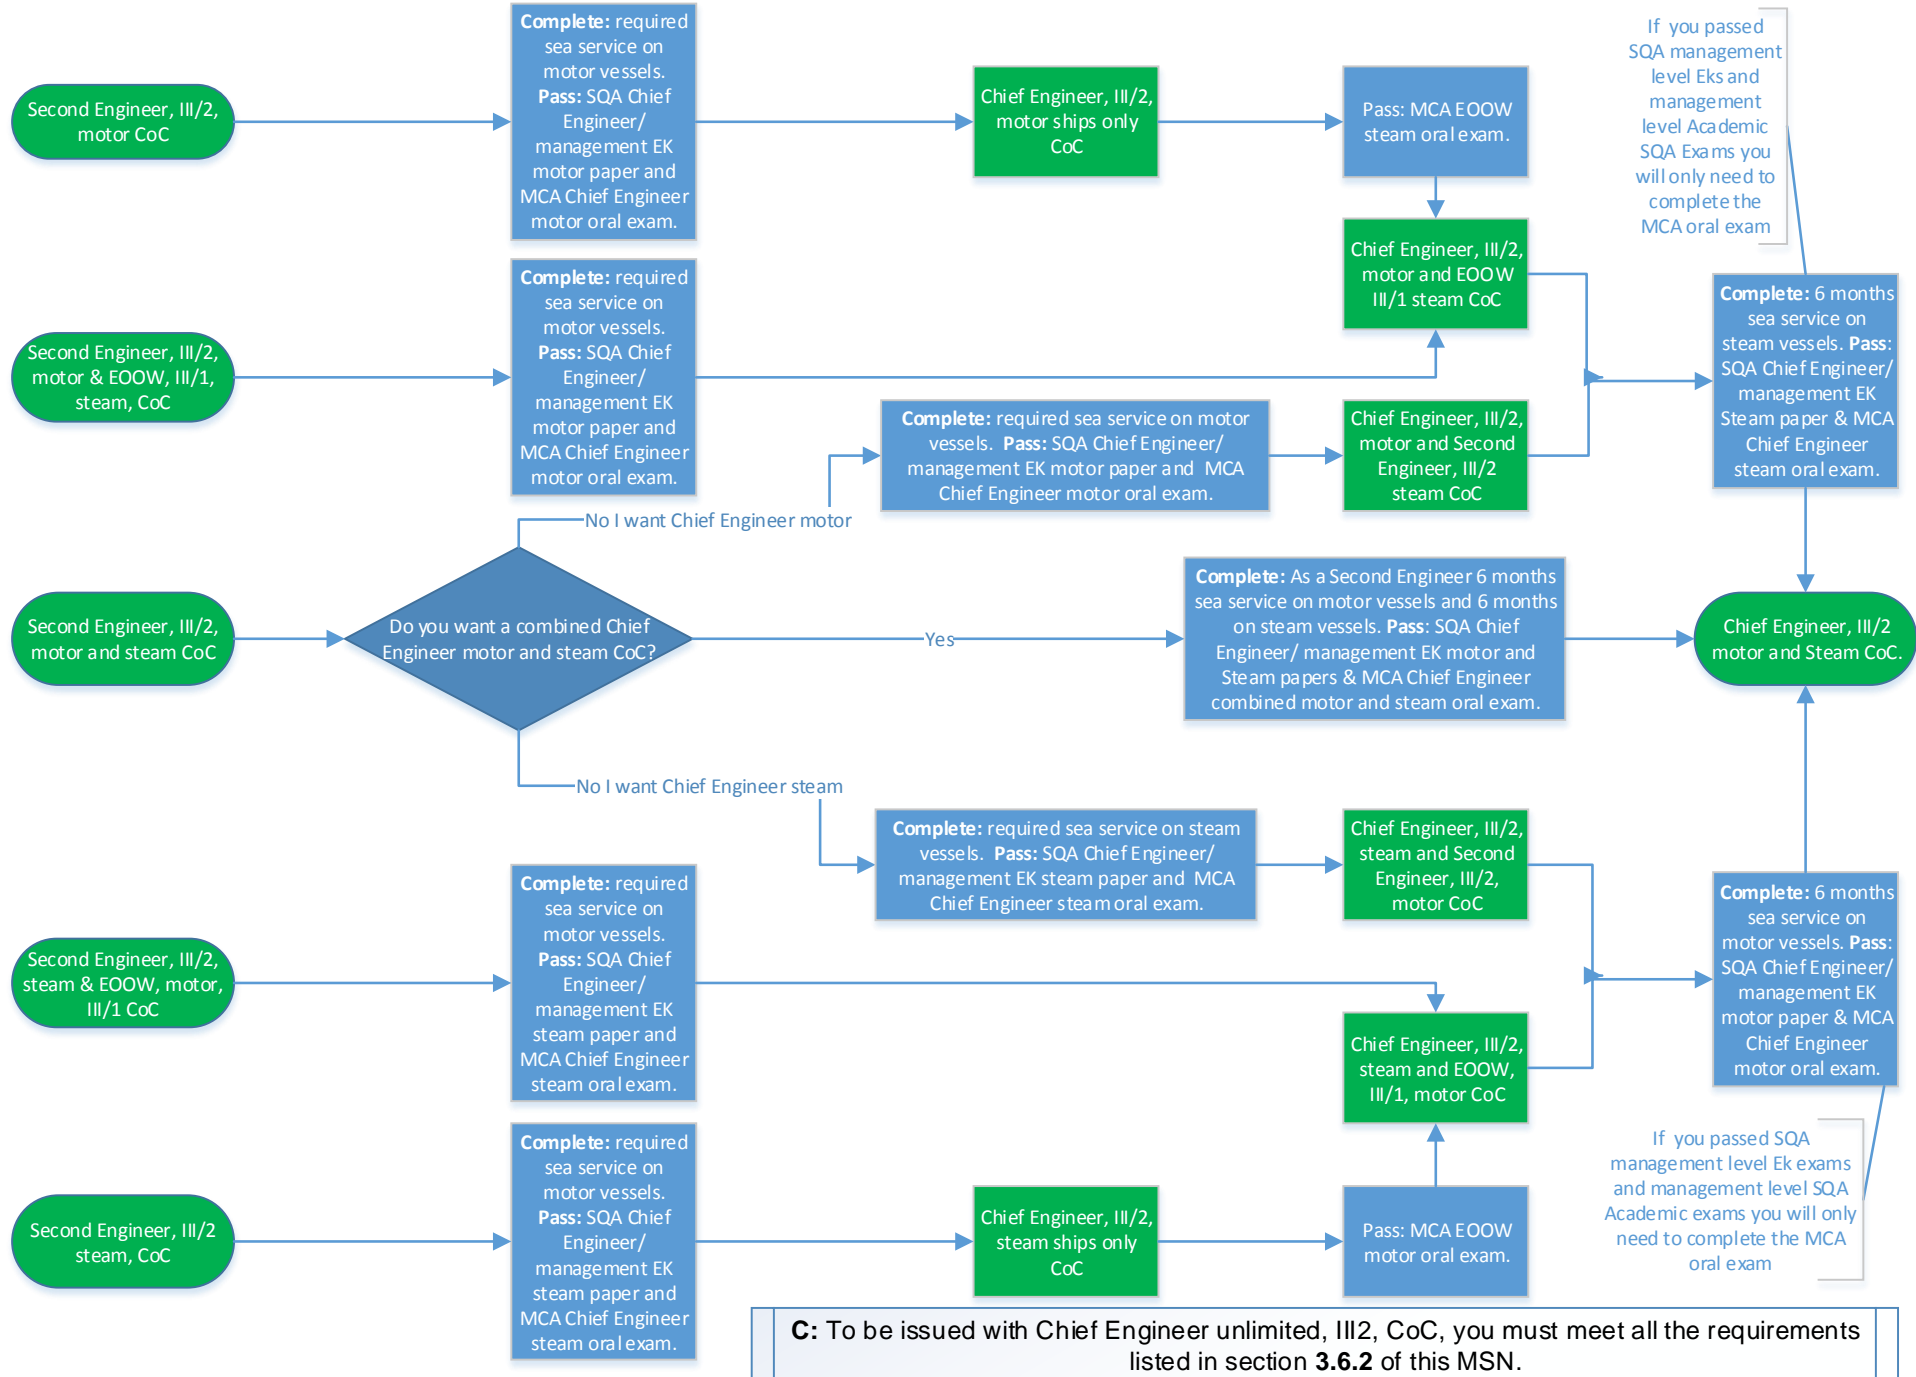 Second Engineer, III/2,
motor CoC
Complete: required
sea service on
motor vessels.
Pass: SQA Chief
Engineer/
management EK
motor paper and
MCA Chief Engineer
motor oral exam.
Chief Engineer, III/2,
motor ships only
CoC
Pass: MCA EOOW
steam oral exam.
If you passed
SQA management
level Eks and
management
level Academic
SQA Exams you
will only need to
complete the
MCA oral exam
Chief Engineer, III/2,
motor and EOOW
III/1 steam CoC
Second Engineer, III/2,
motor & EOOW, III/1,
steam, CoC
Complete: required
sea service on
motor vessels.
Pass: SQA Chief
Engineer/
management EK
motor paper and
MCA Chief Engineer
motor oral exam.
Complete: required sea service on motor
vessels. Pass: SQA Chief Engineer/
management EK motor paper and MCA
Chief Engineer motor oral exam.
Chief Engineer, III/2,
motor and Second
Engineer, III/2
steam CoC
Complete: 6 months
sea service on
steam vessels. Pass:
SQA Chief Engineer/
management EK
Steam paper & MCA
Chief Engineer
steam oral exam.
No I want Chief Engineer motor
Second Engineer, III/2,
motor and steam CoC
Do you want a combined Chief
Engineer motor and steam CoC?
Yes
Complete: As a Second Engineer 6 months
sea service on motor vessels and 6 months
on steam vessels. Pass: SQA Chief
Engineer/ management EK motor and
Steam papers & MCA Chief Engineer
combined motor and steam oral exam.
Chief Engineer, III/2
motor and Steam CoC.
No I want Chief Engineer steam
Complete: required sea service on steam
vessels. Pass: SQA Chief Engineer/
management EK steam paper and MCA
Chief Engineer steam oral exam.
Chief Engineer, III/2,
steam and Second
Engineer, III/2,
motor CoC
Second Engineer, III/2,
steam & EOOW, motor,
III/1 CoC
Complete: required
sea service on
motor vessels.
Pass: SQA Chief
Engineer/
management EK
steam paper and
MCA Chief Engineer
steam oral exam.
Complete: 6 months
sea service on
motor vessels. Pass:
SQA Chief Engineer/
management EK
motor paper & MCA
Chief Engineer
motor oral exam.
Chief Engineer, III/2,
steam and EOOW,
III/1, motor CoC
Second Engineer, III/2
steam, CoC
Complete: required
sea service on
motor vessels.
Pass: SQA Chief
Engineer/
management EK
steam paper and
MCA Chief Engineer
steam oral exam.
Chief Engineer, III/2,
steam ships only
CoC
Pass: MCA EOOW
motor oral exam.
If you passed SQA
management level Ek exams
and management level SQA
Academic exams you will only
need to complete the MCA
oral exam
C: To be issued with Chief Engineer unlimited, III2, CoC, you must meet all the requirements
listed in section 3.6.2 of this MSN.